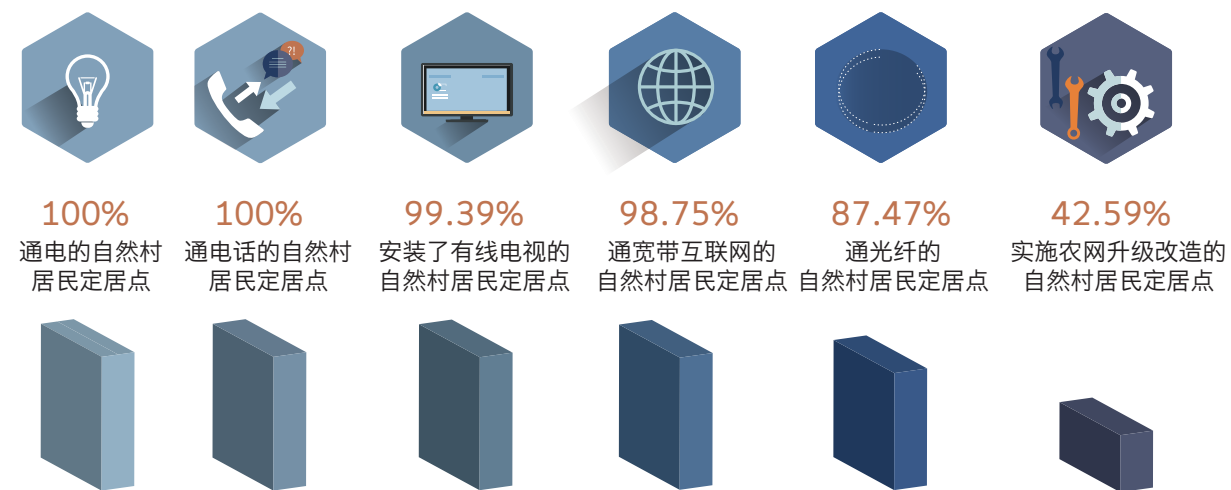 ?!
100%
通电的自然村
居民定居点
100%
通电话的自然村
居民定居点
99.39%
安装了有线电视的
自然村居民定居点
98.75%
通宽带互联网的
自然村居民定居点
87.47%
通光纤的
自然村居民定居点
42.59%
实施农网升级改造的
自然村居民定居点